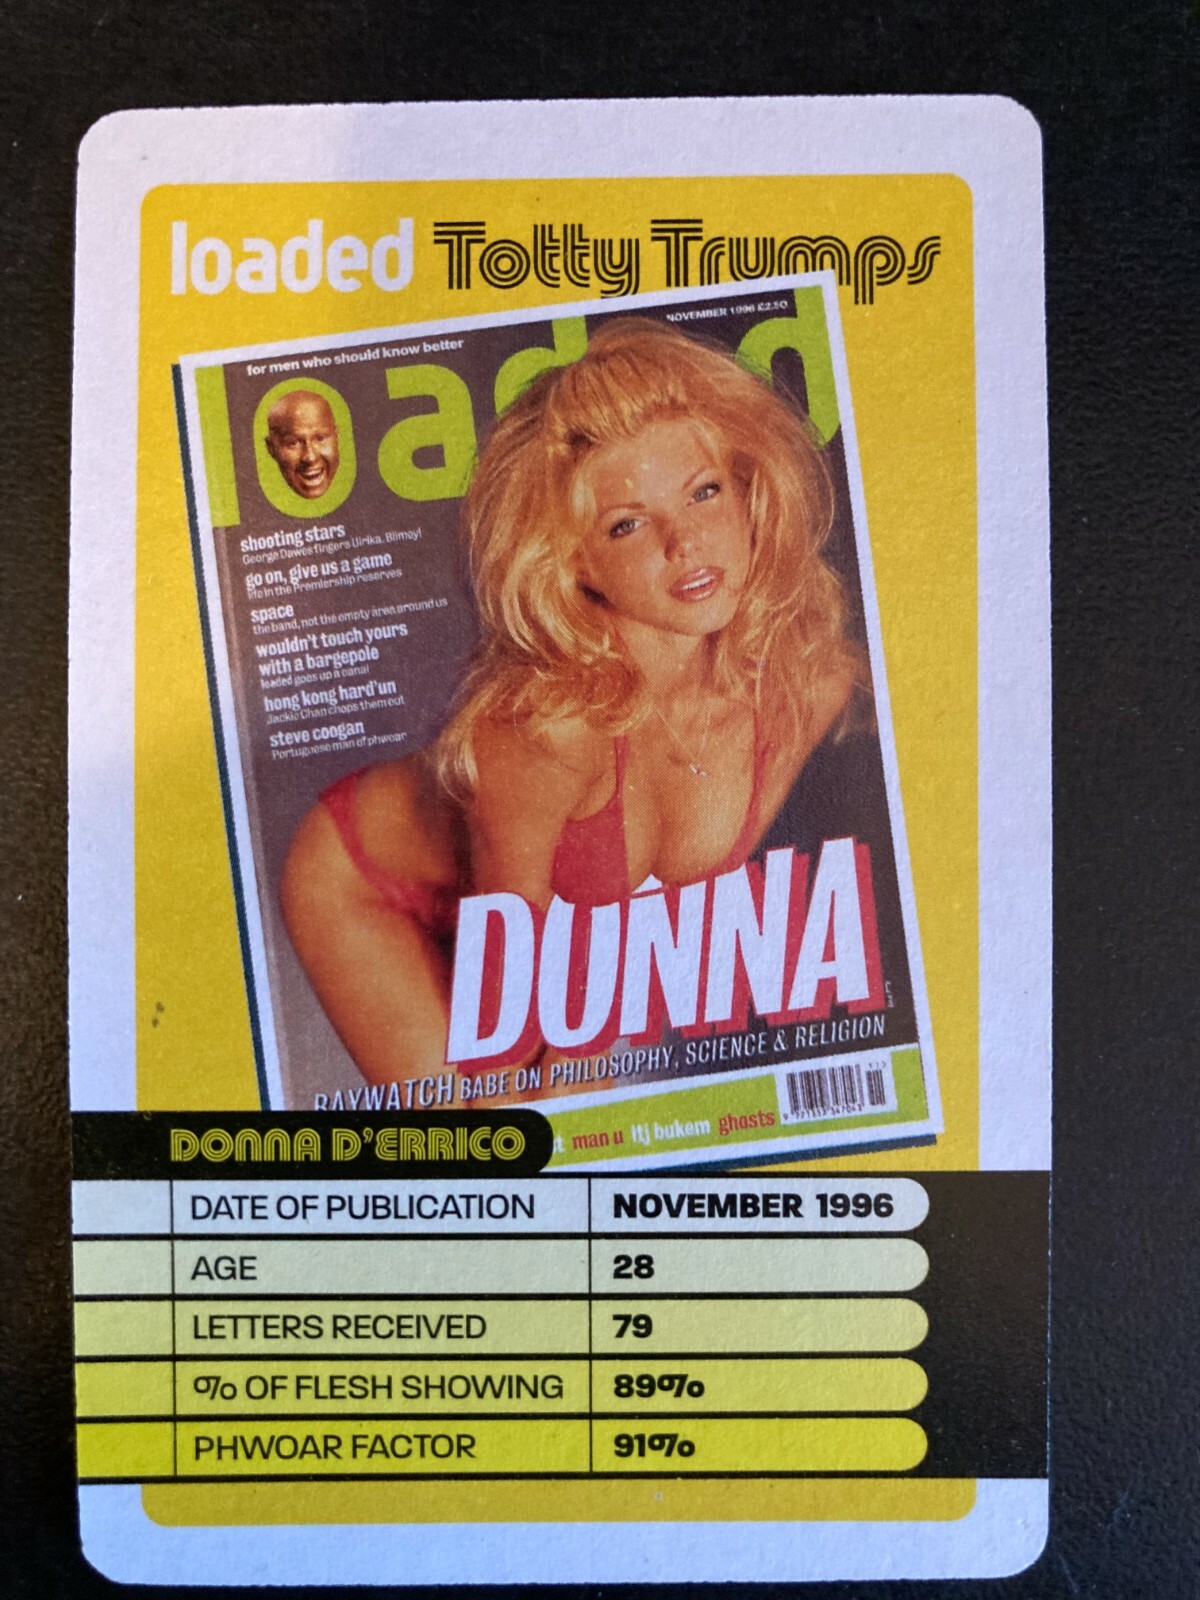 loaded Totty Trumps
NOVEMBER 1996 £2.50
for men who should know better
loaded
shooting stars
George Dawes fingers Ulrika. Blimey!
go on, give us a game
life in the Premiership reserves
space
the band, not the empty area around us
wouldn't touch yours
with a bargepole
loaded goes up a canal
hong kong hard'un
Jackie Chan chops them out
steve coogan
Portuguese man of phwoar
DONNA
BAYWATCH BABE ON PHILOSOPHY, SCIENCE & RELIGION
man u ltj bukem ghosts
DONNA D'ERRICO
DATE OF PUBLICATION NOVEMBER 1996
AGE 28
LETTERS RECEIVED 79
% OF FLESH SHOWING 89%
PHWOAR FACTOR 91%